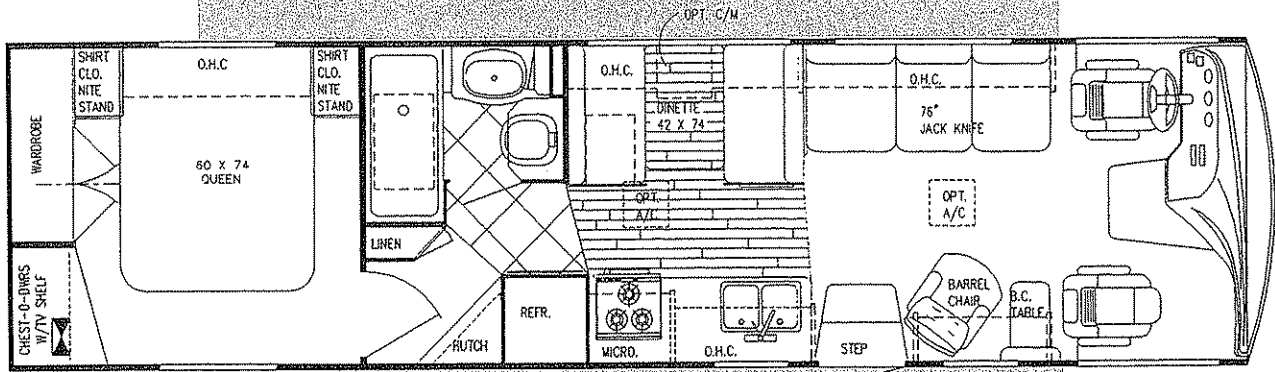 OPT. C/M
SHIRT
CLO.
NITE
STAND
O.H.C
SHIRT
CLO.
NITE
STAND
WARDROBE
60 X 74
QUEEN
CHEST-O-DWRS
W/TV SHELF
LINEN
HUTCH
REFR.
O.H.C.
DINETTE
42 X 74
OPT.
A/C
MICRO.
O.H.C.
O.H.C.
76"
JACK KNIFE
OPT.
A/C
STEP
BARREL
CHAIR
B.C.
TABLE